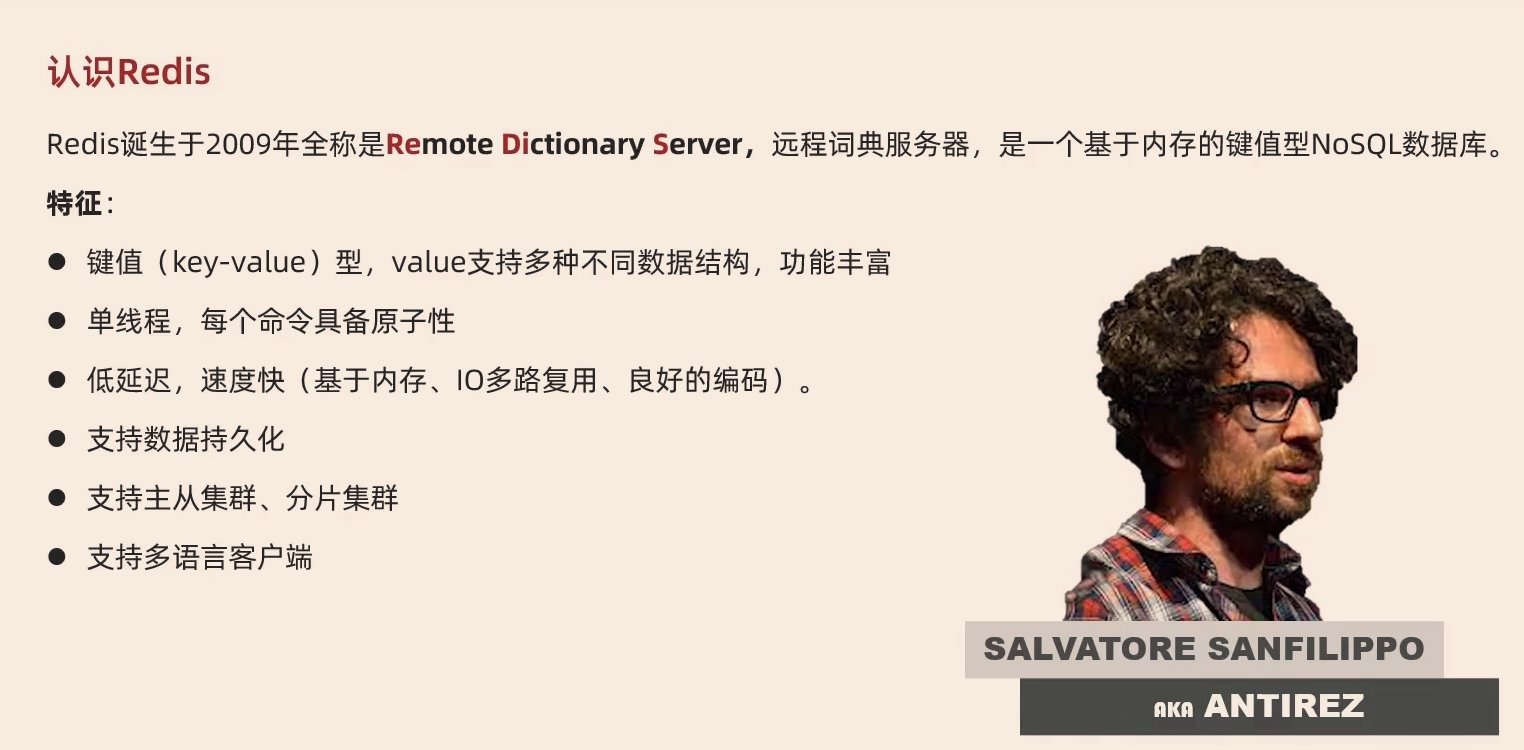 认识Redis
Redis诞生于2009年全称是Remote Dictionary Server，远程词典服务器，是一个基于内存的键值型NoSQL数据库。
特征：
● 键值（key-value）型，value支持多种不同数据结构，功能丰富
● 单线程，每个命令具备原子性
● 低延迟，速度快（基于内存、IO多路复用、良好的编码）。
● 支持数据持久化
● 支持主从集群、分片集群
● 支持多语言客户端
SALVATORE SANFILIPPO
AKA ANTIREZ